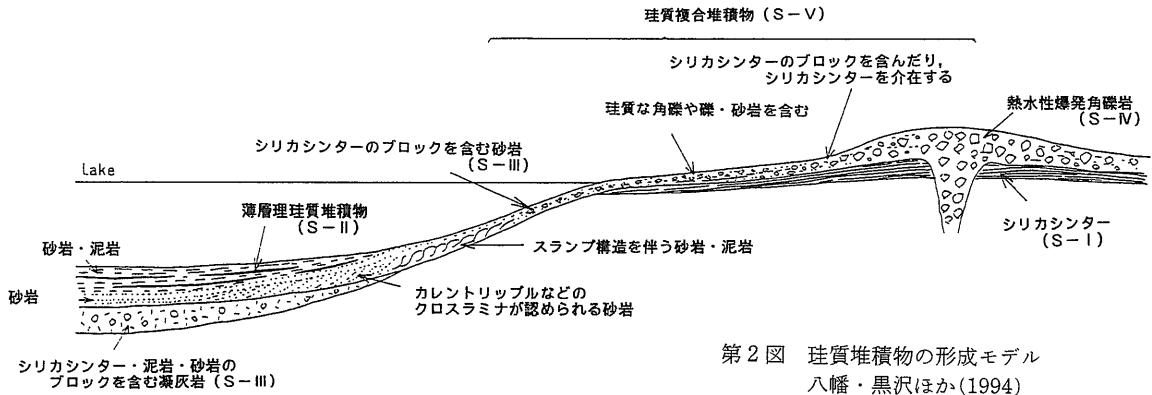 珪質複合堆積物(S－V)
シリカシンターのブロックを含んだり，
シリカシンターを介在する
珪質な角礫や礫・砂岩を含む
熱水性爆発角礫岩
(S－Ⅳ)
シリカシンターのブロックを含む砂岩
(S－Ⅲ)
Lake
薄層理珪質堆積物
(S－Ⅱ)
シリカシンター
(S－Ⅰ)
砂岩・泥岩
スランプ構造を伴う砂岩・泥岩
砂岩
カレントリップルなどの
クロスラミナが認められる砂岩
シリカシンター・泥岩・砂岩の
ブロックを含む凝灰岩(S－Ⅲ)
第2図　珪質堆積物の形成モデル
八幡・黒沢ほか(1994)